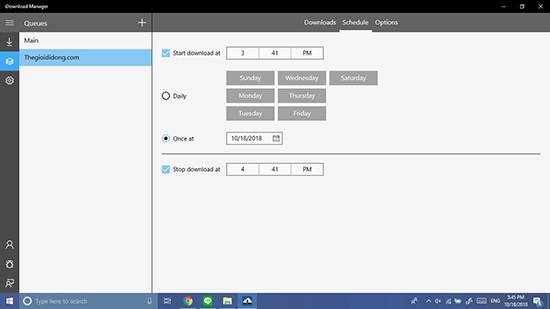 iDownload Manager
Queues
Downloads Schedule Options
Main
Thegioididong.com
Start download at 3 41 PM
Sunday Wednesday Saturday
Daily Monday Thursday
Tuesday Friday
Once at 10/18/2018
Stop download at 4 41 PM
Type here to search
ENG 3:45 PM
10/18/2018